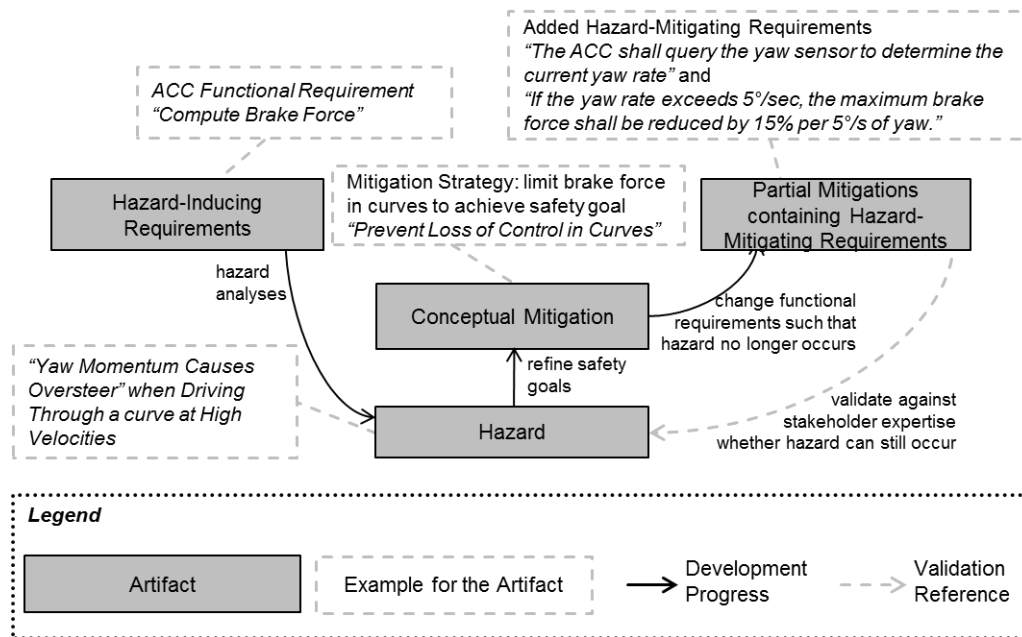 Added Hazard-Mitigating Requirements
“The ACC shall query the yaw sensor to determine the
current yaw rate” and
“If the yaw rate exceeds 5°/sec, the maximum brake
force shall be reduced by 15% per 5°/s of yaw.”
ACC Functional Requirement
“Compute Brake Force”
Hazard-Inducing
Requirements
Mitigation Strategy: limit brake force
in curves to achieve safety goal
“Prevent Loss of Control in Curves”
Partial Mitigations
containing Hazard-
Mitigating Requirements
hazard
analyses
Conceptual Mitigation
change functional
requirements such that
hazard no longer occurs
“Yaw Momentum Causes
Oversteer” when Driving
Through a curve at High
Velocities
refine safety
goals
Hazard
validate against
stakeholder expertise
whether hazard can still occur
Legend
Artifact
Example for the Artifact
Development
Progress
Validation
Reference